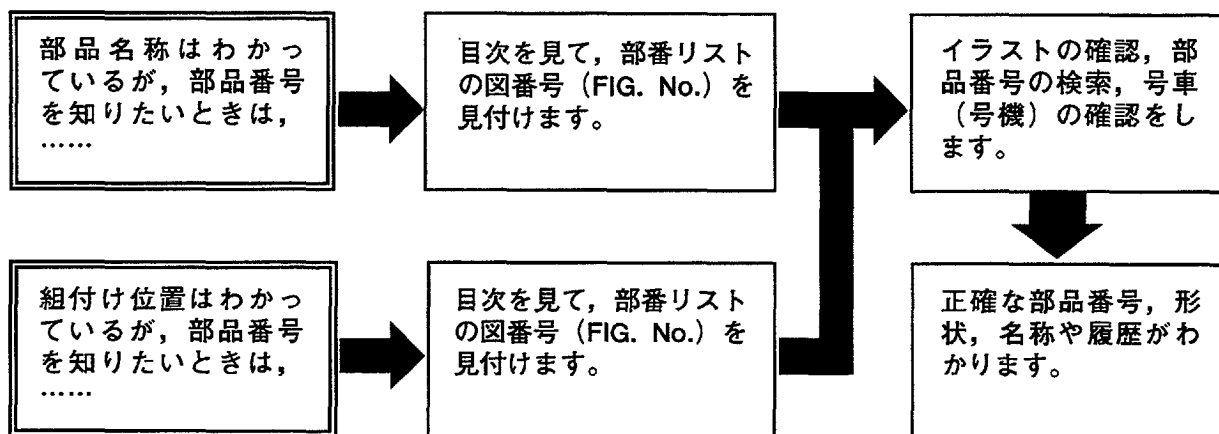 部品名称はわかっ
ているが，部品番号
を知りたいときは，
……
目次を見て，部番リスト
の図番号（FIG. No.）を
見付けます。
イラストの確認，部
品番号の検索，号車
（号機）の確認をし
ます。
組付け位置はわかっ
ているが，部品番号
を知りたいときは，
……
目次を見て，部番リスト
の図番号（FIG. No.）を
見付けます。
正確な部品番号，形
状，名称や履歴がわ
かります。